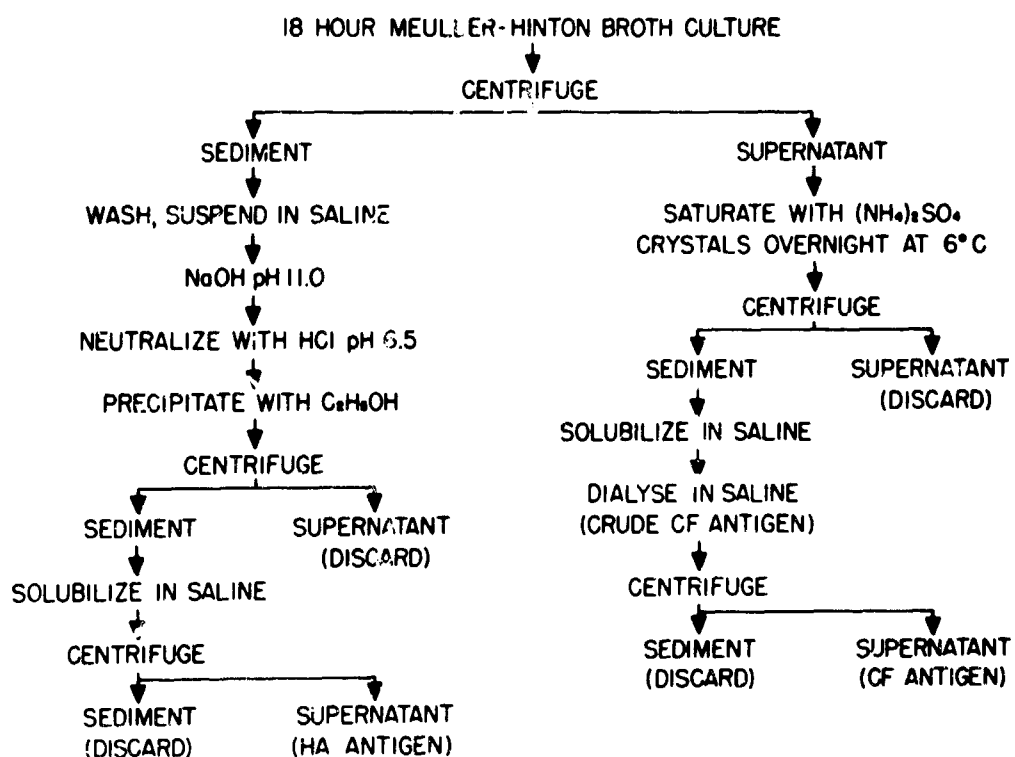 18 HOUR MEULLER-HINTON BROTH CULTURE
CENTRIFUGE
SEDIMENT
WASH, SUSPEND IN SALINE
NaOH pH 11.0
NEUTRALIZE WITH HCl pH 6.5
PRECIPITATE WITH C₂H₅OH
CENTRIFUGE
SEDIMENT
SOLUBILIZE IN SALINE
CENTRIFUGE
SEDIMENT
(DISCARD)
SUPERNATANT
(HA ANTIGEN)
SUPERNATANT
(DISCARD)
SUPERNATANT
SATURATE WITH (NH₄)₂SO₄
CRYSTALS OVERNIGHT AT 6°C
CENTRIFUGE
SEDIMENT
SOLUBILIZE IN SALINE
DIALYSE IN SALINE
(CRUDE CF ANTIGEN)
CENTRIFUGE
SEDIMENT
(DISCARD)
SUPERNATANT
(CF ANTIGEN)
SUPERNATANT
(DISCARD)